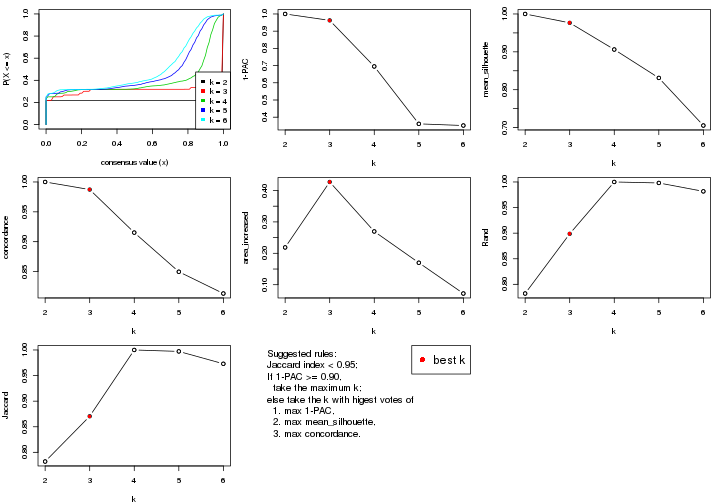 P(X <= x)
0.0 0.2 0.4 0.6 0.8 1.0
k = 2
k = 3
k = 4
k = 5
k = 6
0.0 0.2 0.4 0.6 0.8 1.0
consensus value (x)
1-PAC
0.4 0.5 0.6 0.7 0.8 0.9 1.0
2 3 4 5 6
k
mean_silhouette
0.70 0.80 0.90 1.00
2 3 4 5 6
k
concordance
0.85 0.90 0.95 1.00
2 3 4 5 6
k
area_increased
0.10 0.20 0.30 0.40
2 3 4 5 6
k
Rand
0.80 0.85 0.90 0.95 1.00
2 3 4 5 6
k
Jaccard
0.80 0.85 0.90 0.95 1.00
2 3 4 5 6
k
Suggested rules:
Jaccard index < 0.95;
If 1-PAC >= 0.90,
take the maximum k;
else take the k with higest votes of
1. max 1-PAC,
2. max mean_silhouette,
3. max concordance.
best k